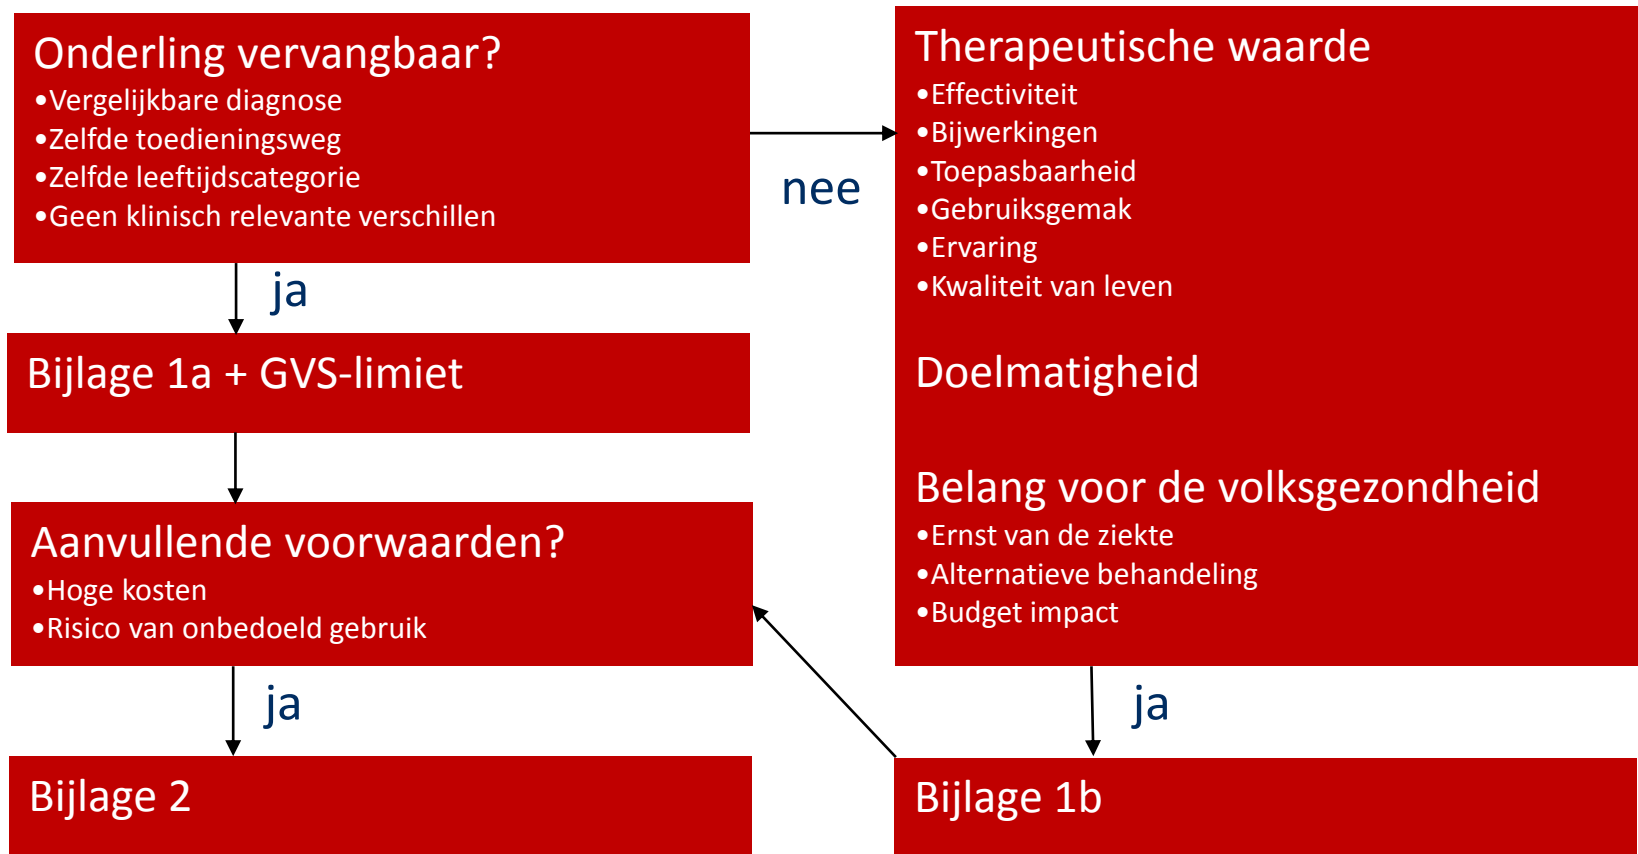 Onderling vervangbaar?
•Vergelijkbare diagnose
•Zelfde toedieningsweg
•Zelfde leeftijdscategorie
•Geen klinisch relevante verschillen
nee
Therapeutische waarde
•Effectiviteit
•Bijwerkingen
•Toepasbaarheid
•Gebruiksgemak
•Ervaring
•Kwaliteit van leven
Doelmatigheid
Belang voor de volksgezondheid
•Ernst van de ziekte
•Alternatieve behandeling
•Budget impact
ja
Bijlage 1a + GVS-limiet
Aanvullende voorwaarden?
•Hoge kosten
•Risico van onbedoeld gebruik
ja
ja
Bijlage 2
Bijlage 1b